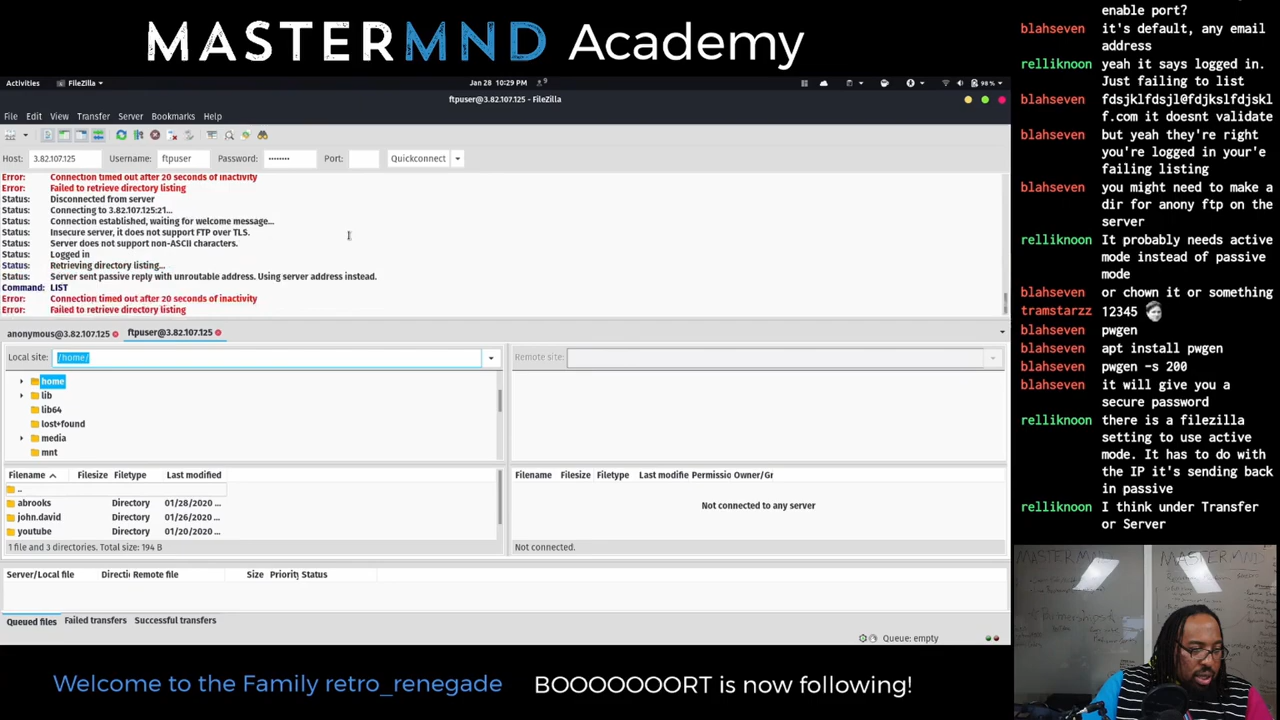 MASTERMND Academy
Activities
FileZilla
Jan 28 10:29 PM
9
98 %
ftpuser@3.82.107.125 - FileZilla
File Edit View Transfer Server Bookmarks Help
Host: 3.82.107.125 Username: ftpuser Password: •••••••• Port: Quickconnect
Error: Connection timed out after 20 seconds of inactivity
Error: Failed to retrieve directory listing
Status: Disconnected from server
Status: Connecting to 3.82.107.125:21...
Status: Connection established, waiting for welcome message...
Status: Insecure server, it does not support FTP over TLS.
Status: Server does not support non-ASCII characters.
Status: Logged in
Status: Retrieving directory listing...
Status: Server sent passive reply with unroutable address. Using server address instead.
Command: LIST
Error: Connection timed out after 20 seconds of inactivity
Error: Failed to retrieve directory listing
anonymous@3.82.107.125 ftpuser@3.82.107.125
Local site: /home/
Remote site:
home
lib
lib64
lost+found
media
mnt
Filename Filesize Filetype Last modified
..
abrooks Directory 01/28/2020 ...
john.david Directory 01/26/2020 ...
youtube Directory 01/20/2020 ...
1 file and 3 directories. Total size: 194 B
Filename Filesize Filetype Last modifie Permissic Owner/Gr
Not connected to any server
Not connected.
Server/Local file Directi Remote file Size Priority Status
Queued files Failed transfers Successful transfers
Queue: empty
Welcome to the Family retro_renegade BOOOOOOORT is now following!
enable port?
blahseven it's default, any email
address
relliknoon yeah it says logged in.
Just failing to list
blahseven fdsjklfdsjl@fdjkslfdjskl
f.com it doesnt validate
blahseven but yeah they're right
you're logged in your'e
failing listing
blahseven you might need to make a
dir for anony ftp on the
server
relliknoon It probably needs active
mode instead of passive
mode
blahseven or chown it or something
tramstarzz 12345
blahseven pwgen
blahseven apt install pwgen
blahseven pwgen -s 200
blahseven it will give you a
secure password
relliknoon there is a filezilla
setting to use active
mode. It has to do with
the IP it's sending back
in passive
relliknoon I think under Transfer
or Server
MASTERMND
MASTERMND